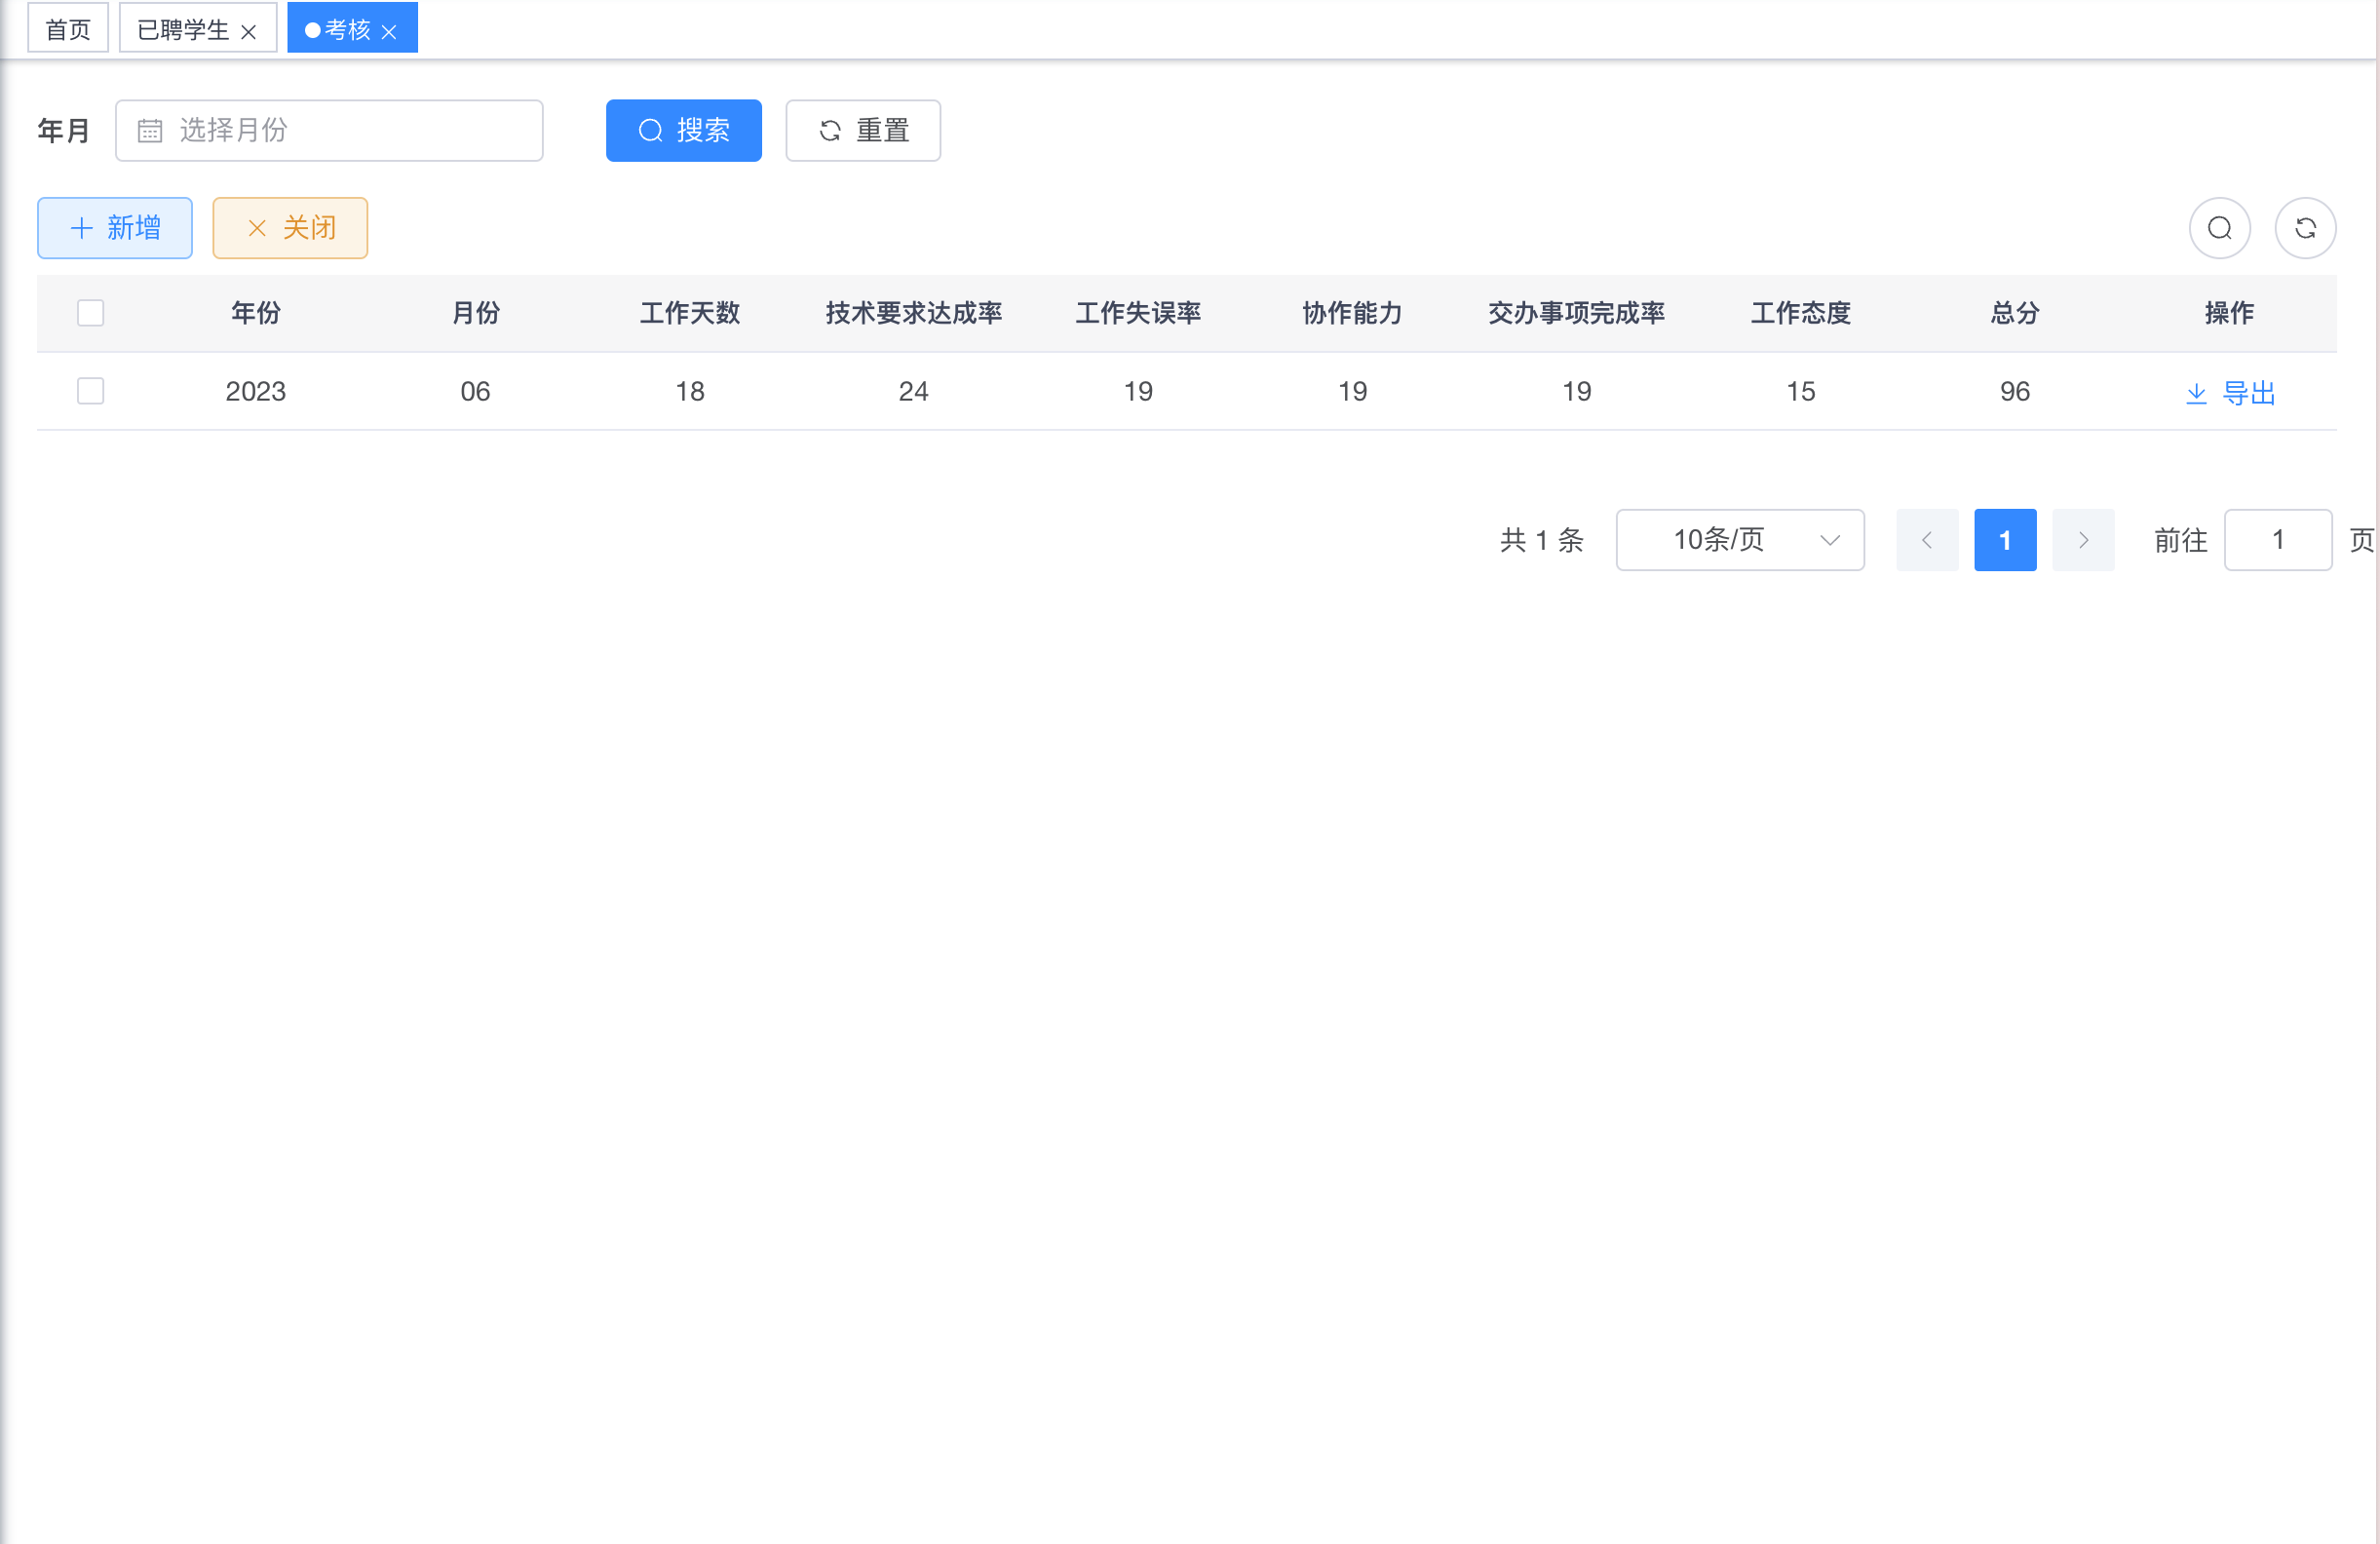 首页 已聘学生 考核
年月 选择月份 搜索 重置
新增 关闭
年份 月份 工作天数 技术要求达成率 工作失误率 协作能力 交办事项完成率 工作态度 总分 操作
2023 06 18 24 19 19 19 15 96 导出
共 1 条 10条/页 1 前往 1 页